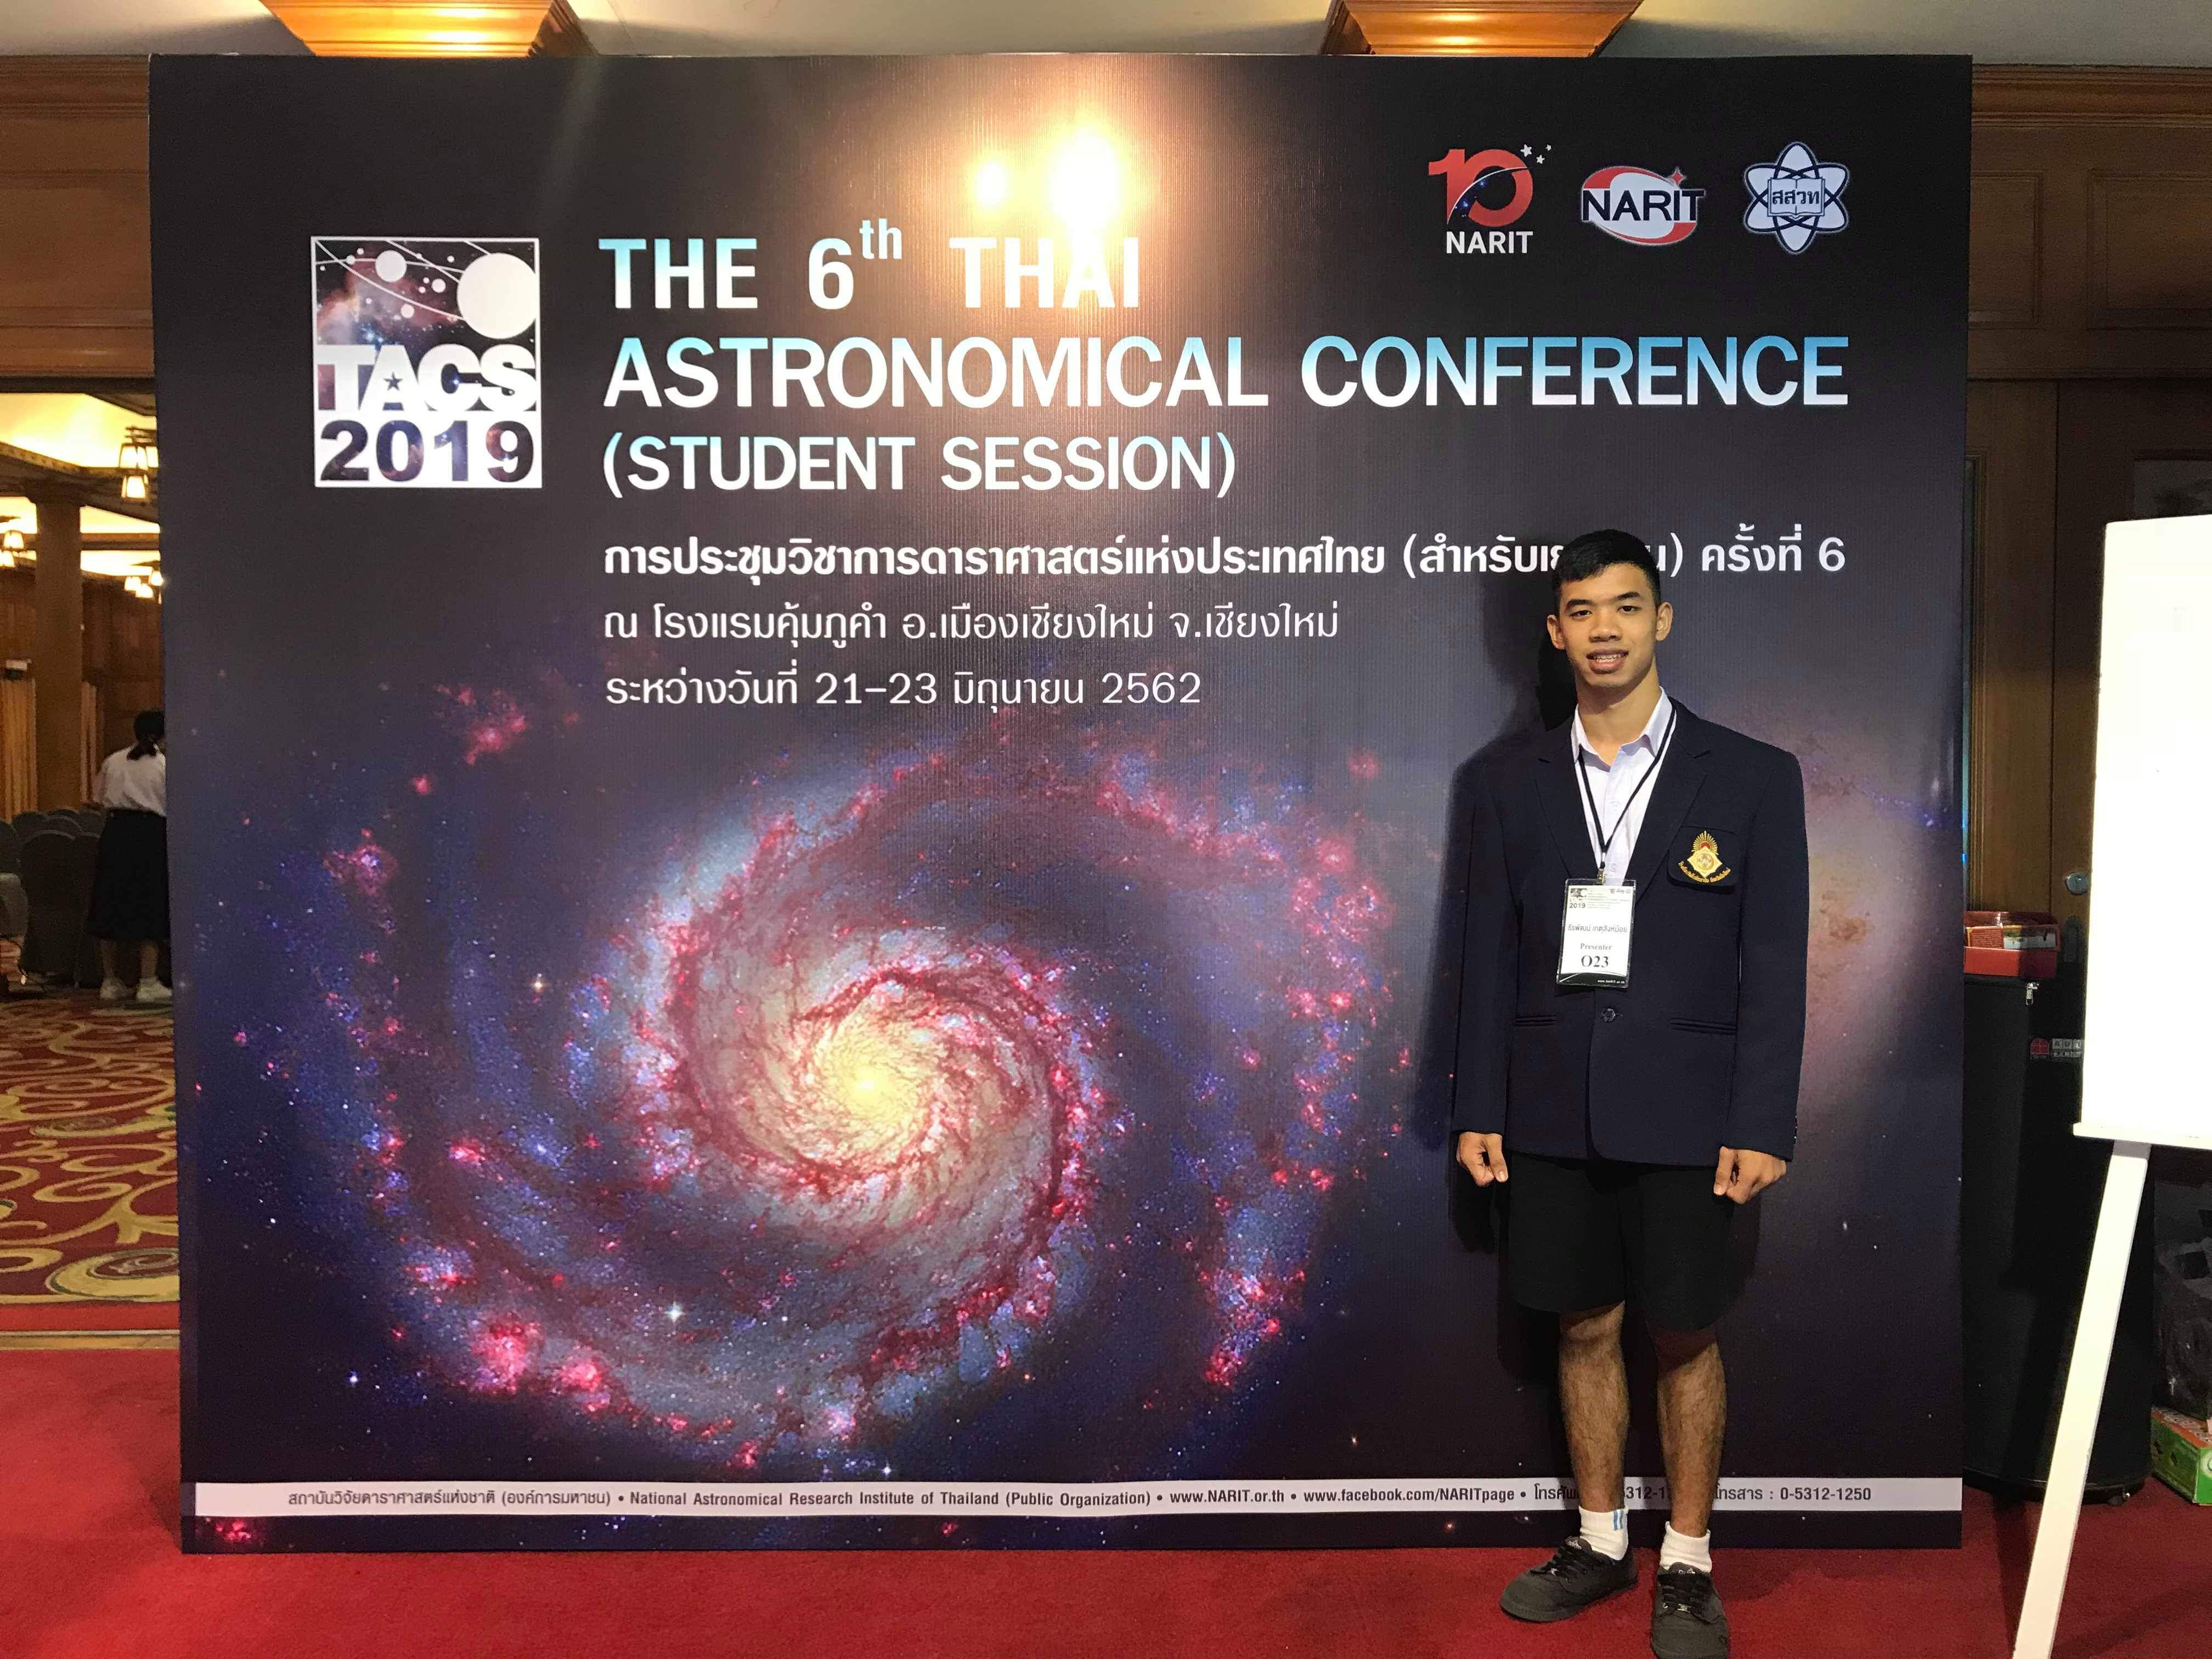 10
NARIT
NARIT
สสวท
TACS
2019
THE 6th THAI
ASTRONOMICAL CONFERENCE
(STUDENT SESSION)
การประชุมวิชาการดาราศาสตร์แห่งประเทศไทย (สำหรับเ น) ครั้งที่ 6
ณ โรงแรมคุ้มภูคำ อ.เมืองเชียงใหม่ จ.เชียงใหม่
ระหว่างวันที่ 21-23 มิถุนายน 2562
2019
Presenter
O23
สถาบันวิจัยดาราศาสตร์แห่งชาติ (องค์การมหาชน) • National Astronomical Research Institute of Thailand (Public Organization) • www.NARIT.or.th • www.facebook.com/NARITpage • 5312-1 โทรสาร : 0-5312-1250